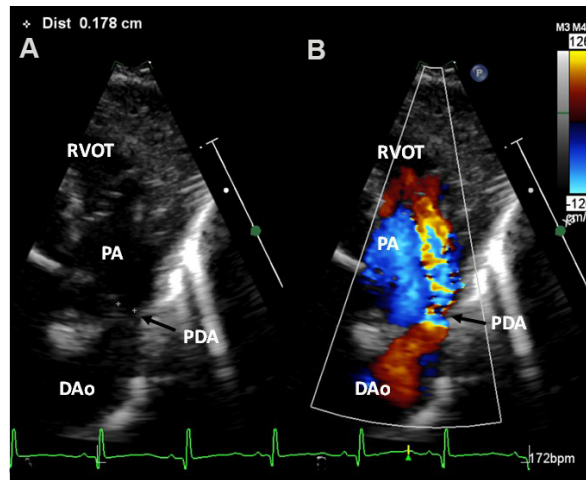 Dist 0.178 cm
A
B
M3 M4
120
P
RVOT
RVOT
PA
PA
-12
cm/
PDA
PDA
DAo
DAo
172bpm